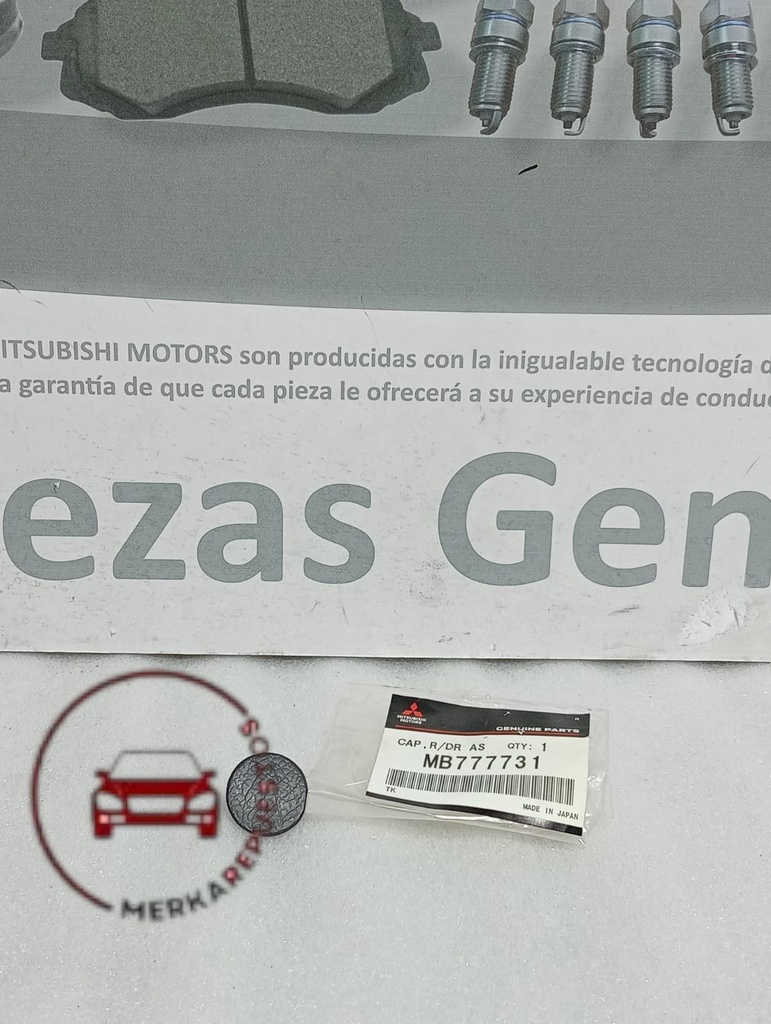 ITSUBISHI MOTORS son producidas con la inigualable tecnología d
a garantía de que cada pieza le ofrecerá a su experiencia de conduc
ezas Gen
MITSUBISHI
MOTORS
GENUINE PARTS
CAP.R/DR AS QTY: 1
MB777731
TK
MADE IN JAPAN
MERKAREPUESTOS